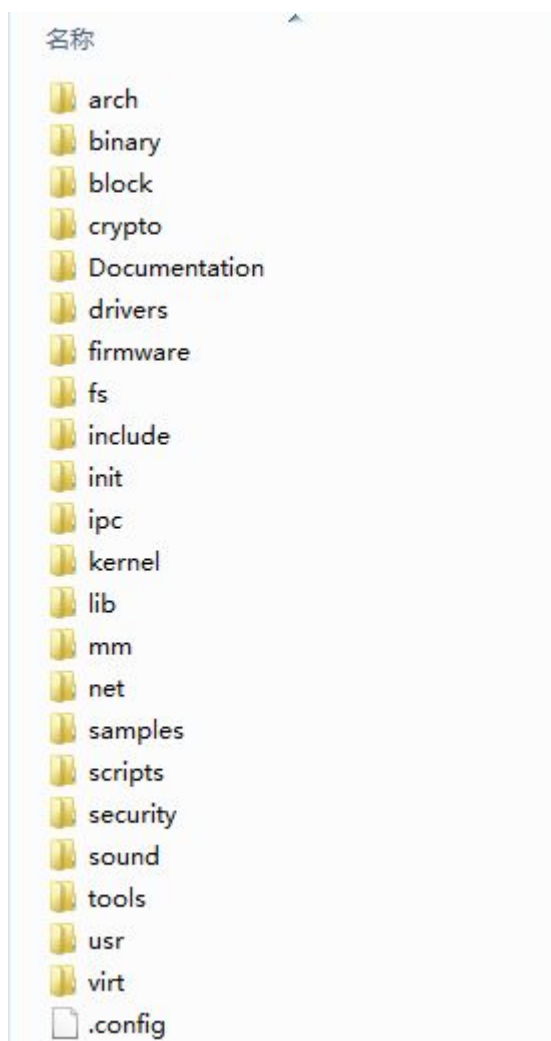 名称
arch
binary
block
crypto
Documentation
drivers
firmware
fs
include
init
ipc
kernel
lib
mm
net
samples
scripts
security
sound
tools
usr
virt
.config